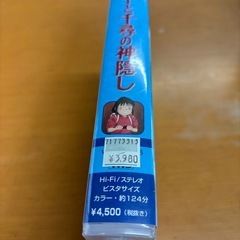 と千尋の神隠し
¥3,980
Hi-Fi/ステレオ
ビスタサイズ
カラー・約124分
¥4,500(税抜き)